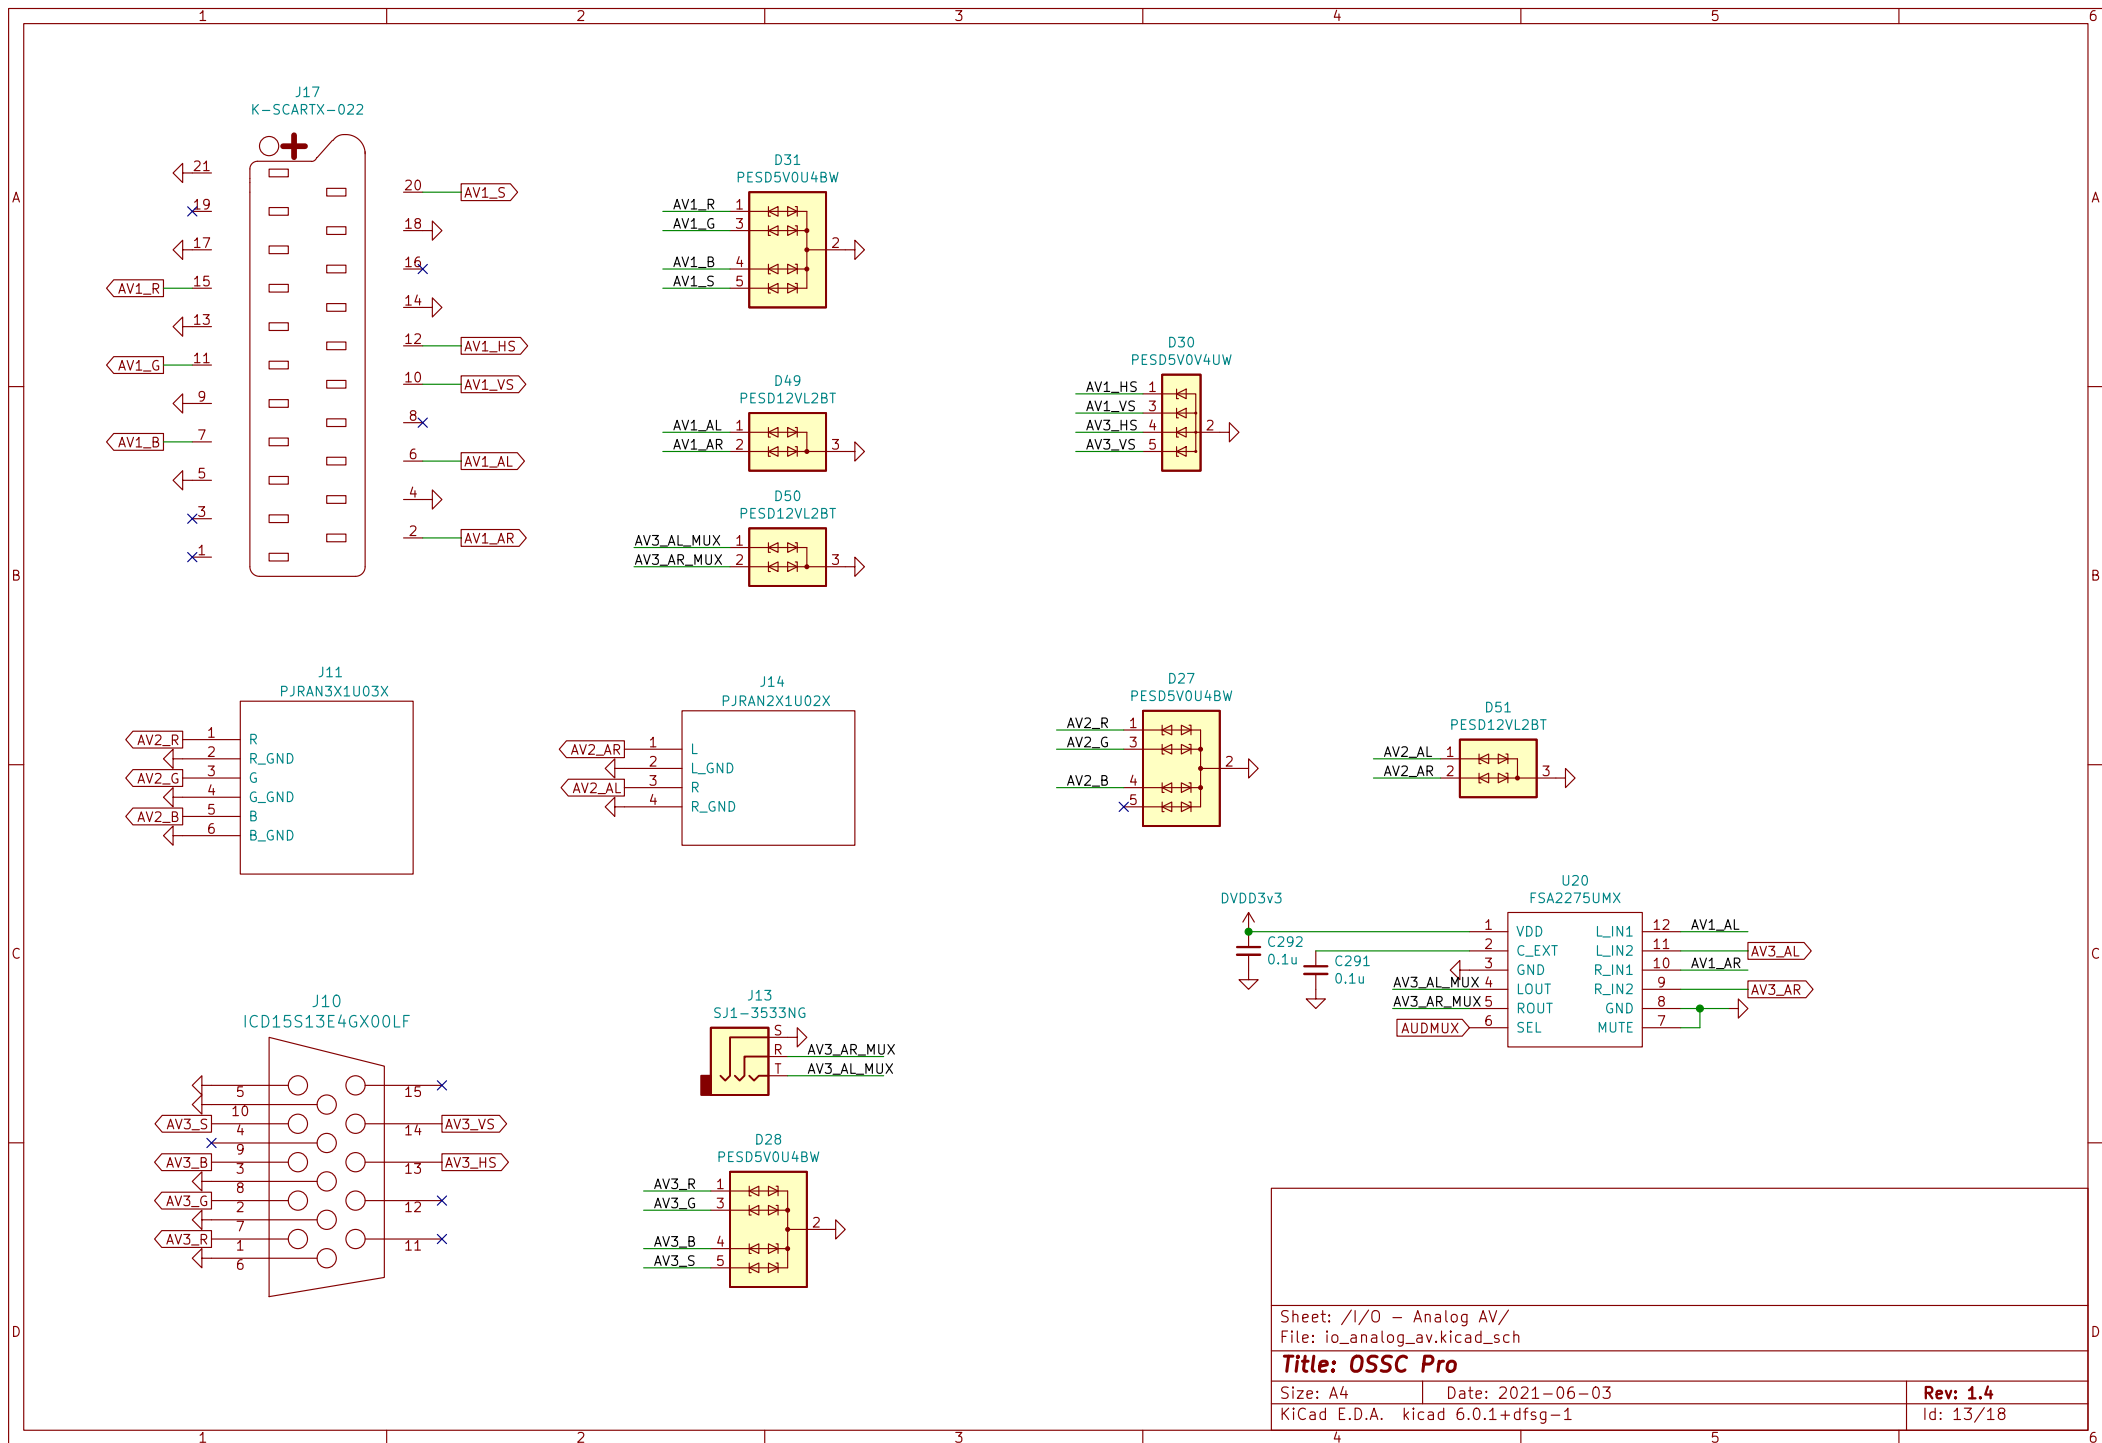 1 2 3 4 5 6
A A
B B
C C
D D
J17
K-SCARTX-022
21
20 AV1_S
19
18
17
16
AV1_R 15
14
13
12 AV1_HS
AV1_G 11
10 AV1_VS
9
8
AV1_B 7
6 AV1_AL
5
4
3
2 AV1_AR
1
D31
PESD5V0U4BW
AV1_R 1
AV1_G 3
2
AV1_B 4
AV1_S 5
D49
PESD12VL2BT
AV1_AL 1
AV1_AR 2 3
D50
PESD12VL2BT
AV3_AL_MUX 1
AV3_AR_MUX 2 3
D30
PESD5V0V4UW
AV1_HS 1
AV1_VS 3
AV3_HS 4 2
AV3_VS 5
J11
PJRAN3X1U03X
AV2_R 1 R
2 R_GND
AV2_G 3 G
4 G_GND
AV2_B 5 B
6 B_GND
J14
PJRAN2X1U02X
AV2_AR 1 L
2 L_GND
AV2_AL 3 R
4 R_GND
D27
PESD5V0U4BW
AV2_R 1
AV2_G 3
2
AV2_B 4
5
D51
PESD12VL2BT
AV2_AL 1
AV2_AR 2 3
U20
FSA2275UMX
DVDD3v3
C292
0.1u
C291
0.1u
1 VDD L_IN1 12 AV1_AL
2 C_EXT L_IN2 11 AV3_AL
3 GND R_IN1 10 AV1_AR
AV3_AL_MUX 4 LOUT R_IN2 9 AV3_AR
AV3_AR_MUX 5 ROUT GND 8
AUDMUX 6 SEL MUTE 7
J10
ICD15S13E4GX00LF
5 15
10
AV3_S 4 14 AV3_VS
9
AV3_B 3 13 AV3_HS
8
AV3_G 2 12
7
AV3_R 1 11
6
J13
SJ1-3533NG
S
R AV3_AR_MUX
T AV3_AL_MUX
D28
PESD5V0U4BW
AV3_R 1
AV3_G 3
2
AV3_B 4
AV3_S 5
Sheet: /I/O - Analog AV/
File: io_analog_av.kicad_sch
Title: OSSC Pro
Size: A4 Date: 2021-06-03 Rev: 1.4
KiCad E.D.A. kicad 6.0.1+dfsg-1 Id: 13/18
1 2 3 4 5 6